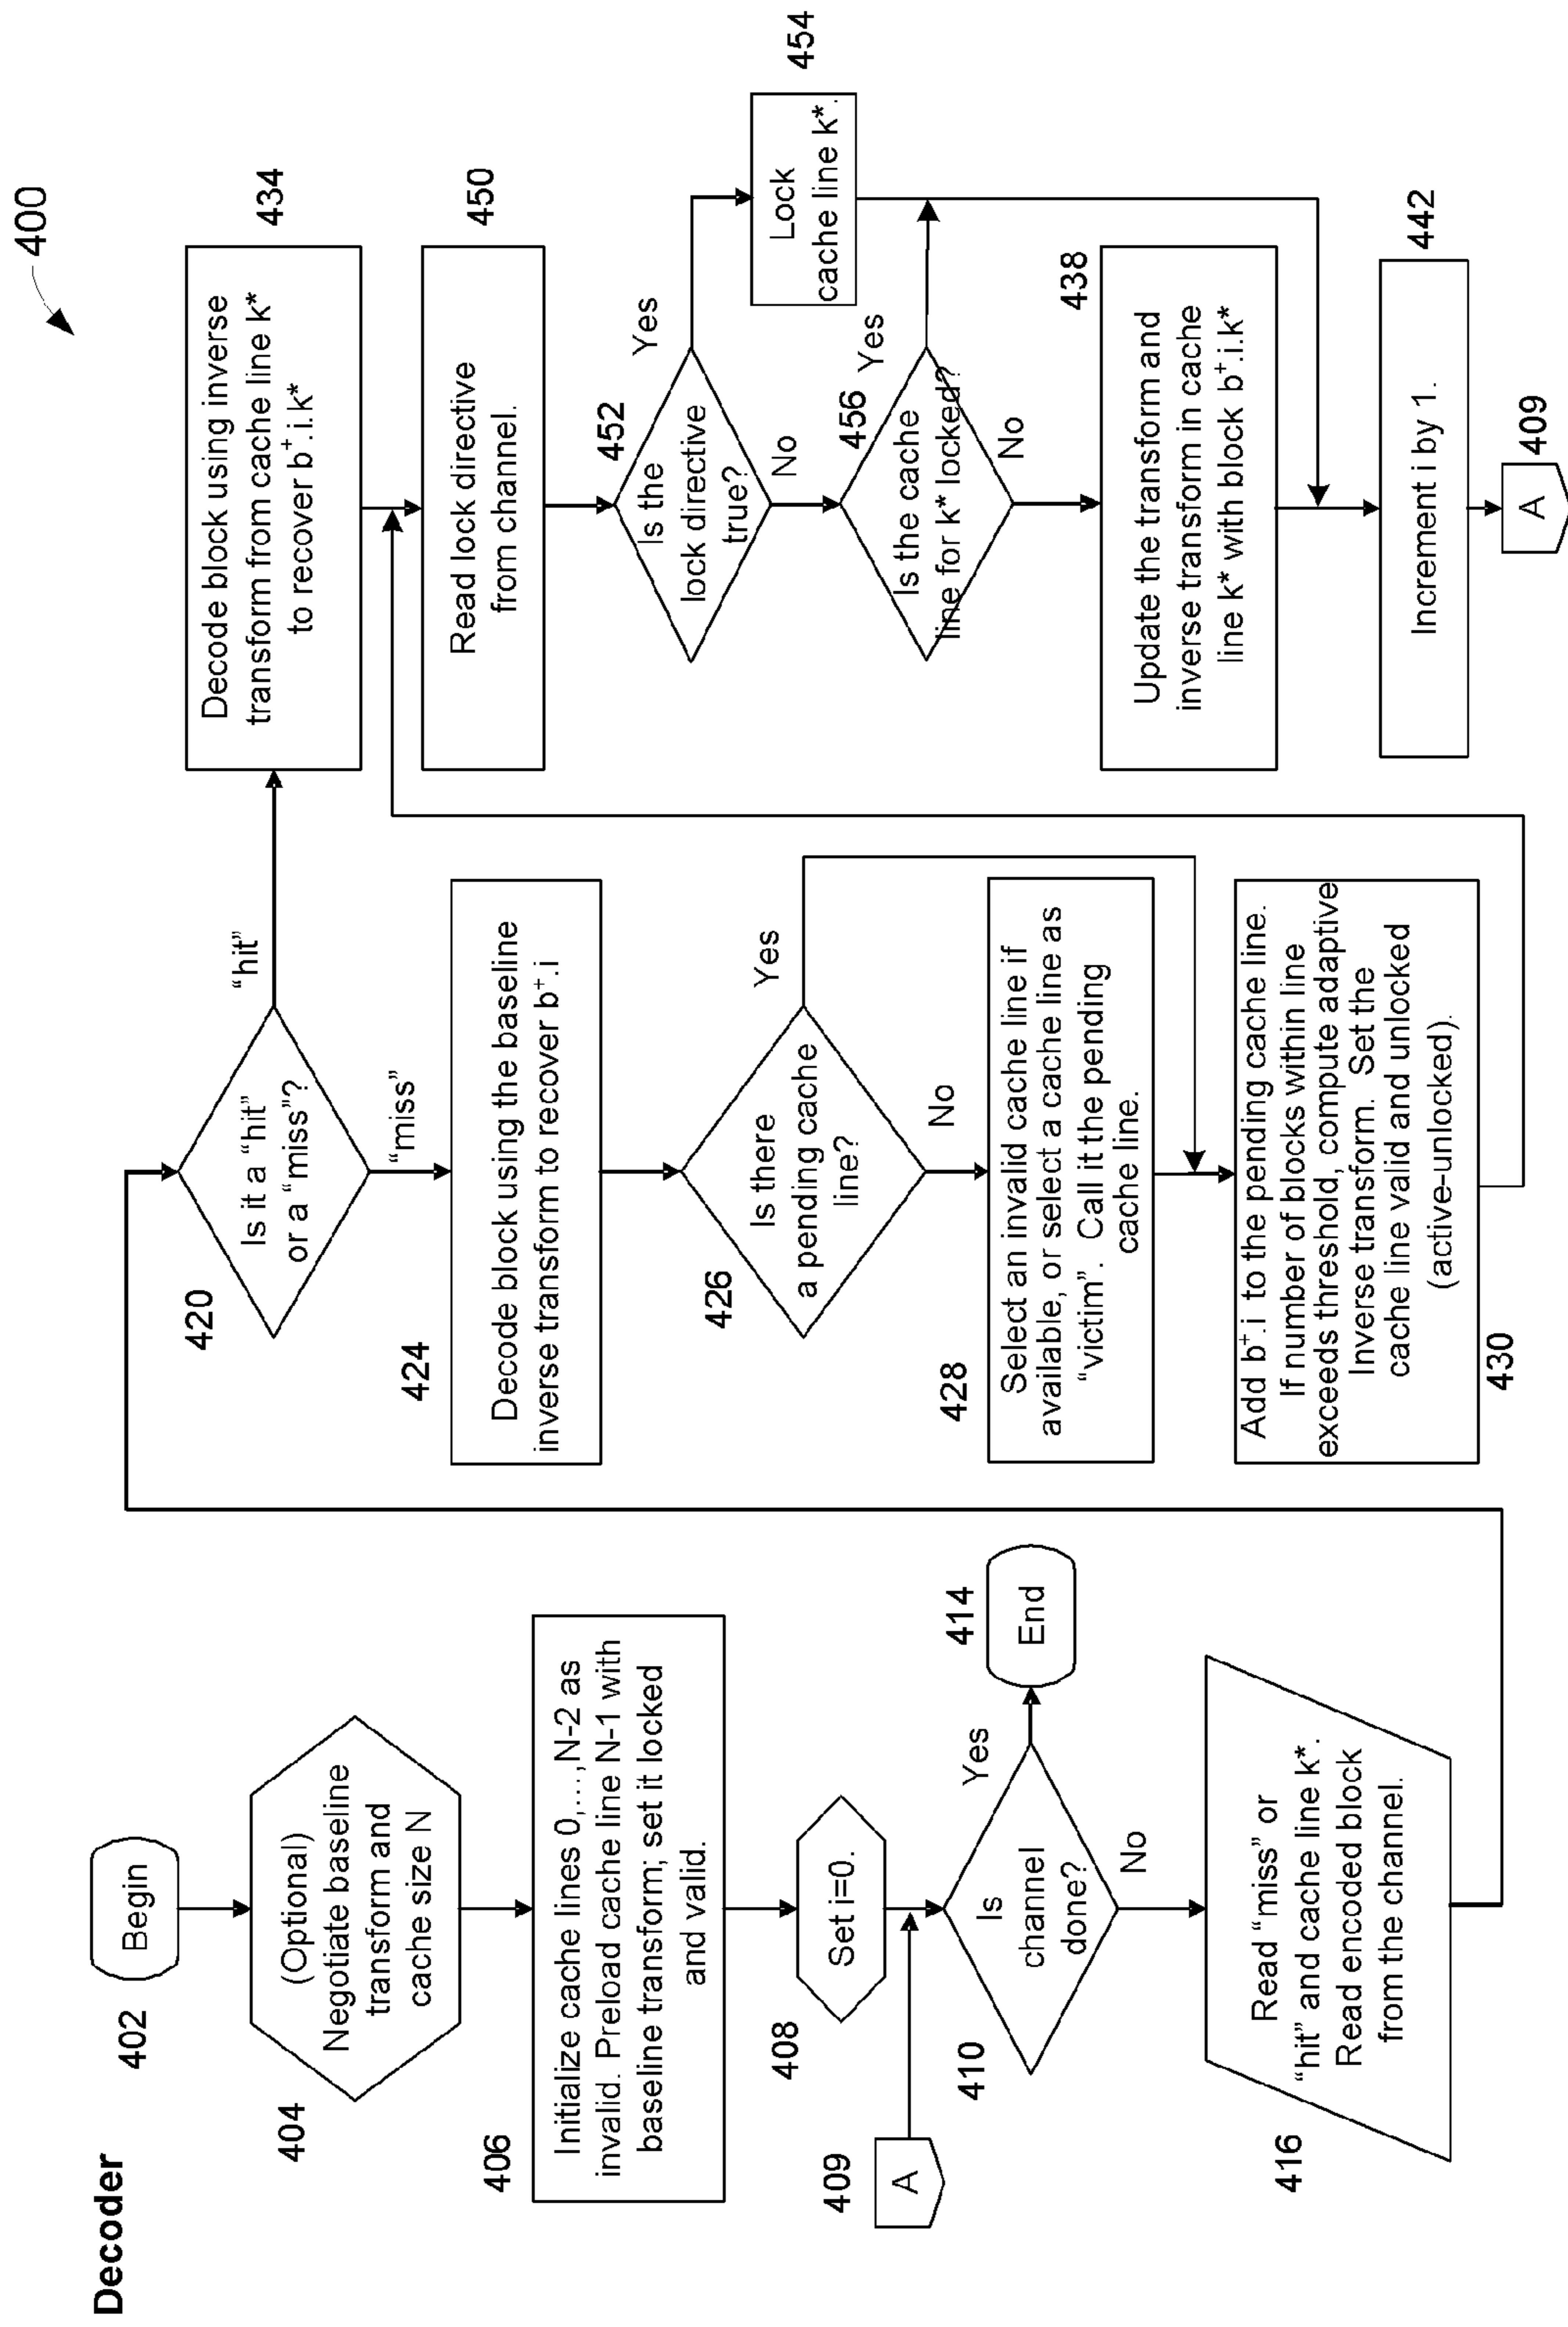 400
Decoder
402
Begin
404
(Optional)
Negotiate baseline
transform and
cache size N
406
Initialize cache lines 0,…,N-2 as
invalid. Preload cache line N-1 with
baseline transform; set it locked
and valid.
408
Set i=0.
409
A
410
Is
channel
done?
Yes
No
414
End
416
Read “miss” or
“hit” and cache line k*.
Read encoded block
from the channel.
420
Is it a “hit”
or a “miss”?
“hit”
“miss”
424
Decode block using the baseline
inverse transform to recover b⁺.i
426
Is there
a pending cache
line?
Yes
No
428
Select an invalid cache line if
available, or select a cache line as
“victim”. Call it the pending
cache line.
Add b⁺.i to the pending cache line.
If number of blocks within line
exceeds threshold, compute adaptive
Inverse transform. Set the
cache line valid and unlocked
(active-unlocked).
430
434
Decode block using inverse
transform from cache line k*
to recover b⁺.i.k*
450
Read lock directive
from channel.
452
Is the
lock directive
true?
Yes
No
454
Lock
cache line k*.
456
Is the cache
line for k* locked?
Yes
No
438
Update the transform and
inverse transform in cache
line k* with block b⁺.i.k*
442
Increment i by 1.
409
A